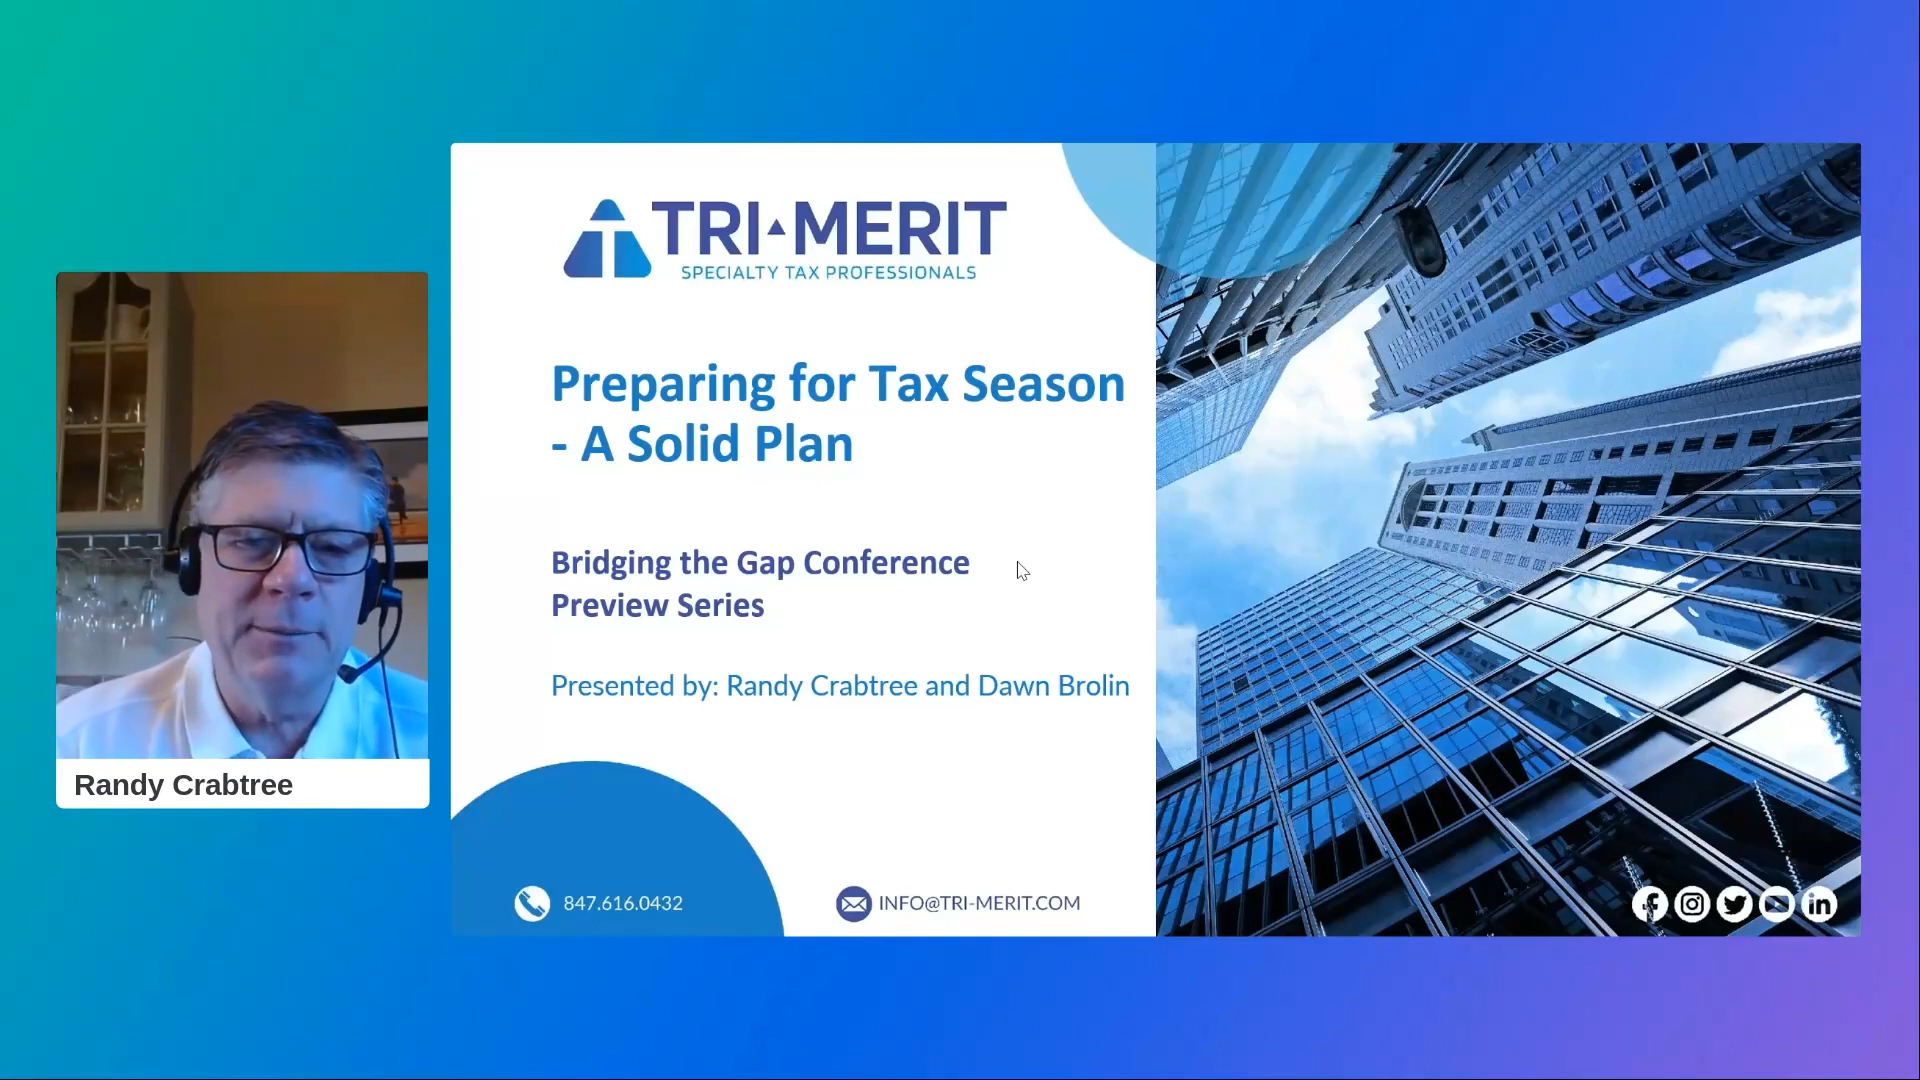 TRI-MERIT
SPECIALTY TAX PROFESSIONALS
Preparing for Tax Season
- A Solid Plan
Bridging the Gap Conference
Preview Series
Presented by: Randy Crabtree and Dawn Brolin
Randy Crabtree
847.616.0432
INFO@TRI-MERIT.COM